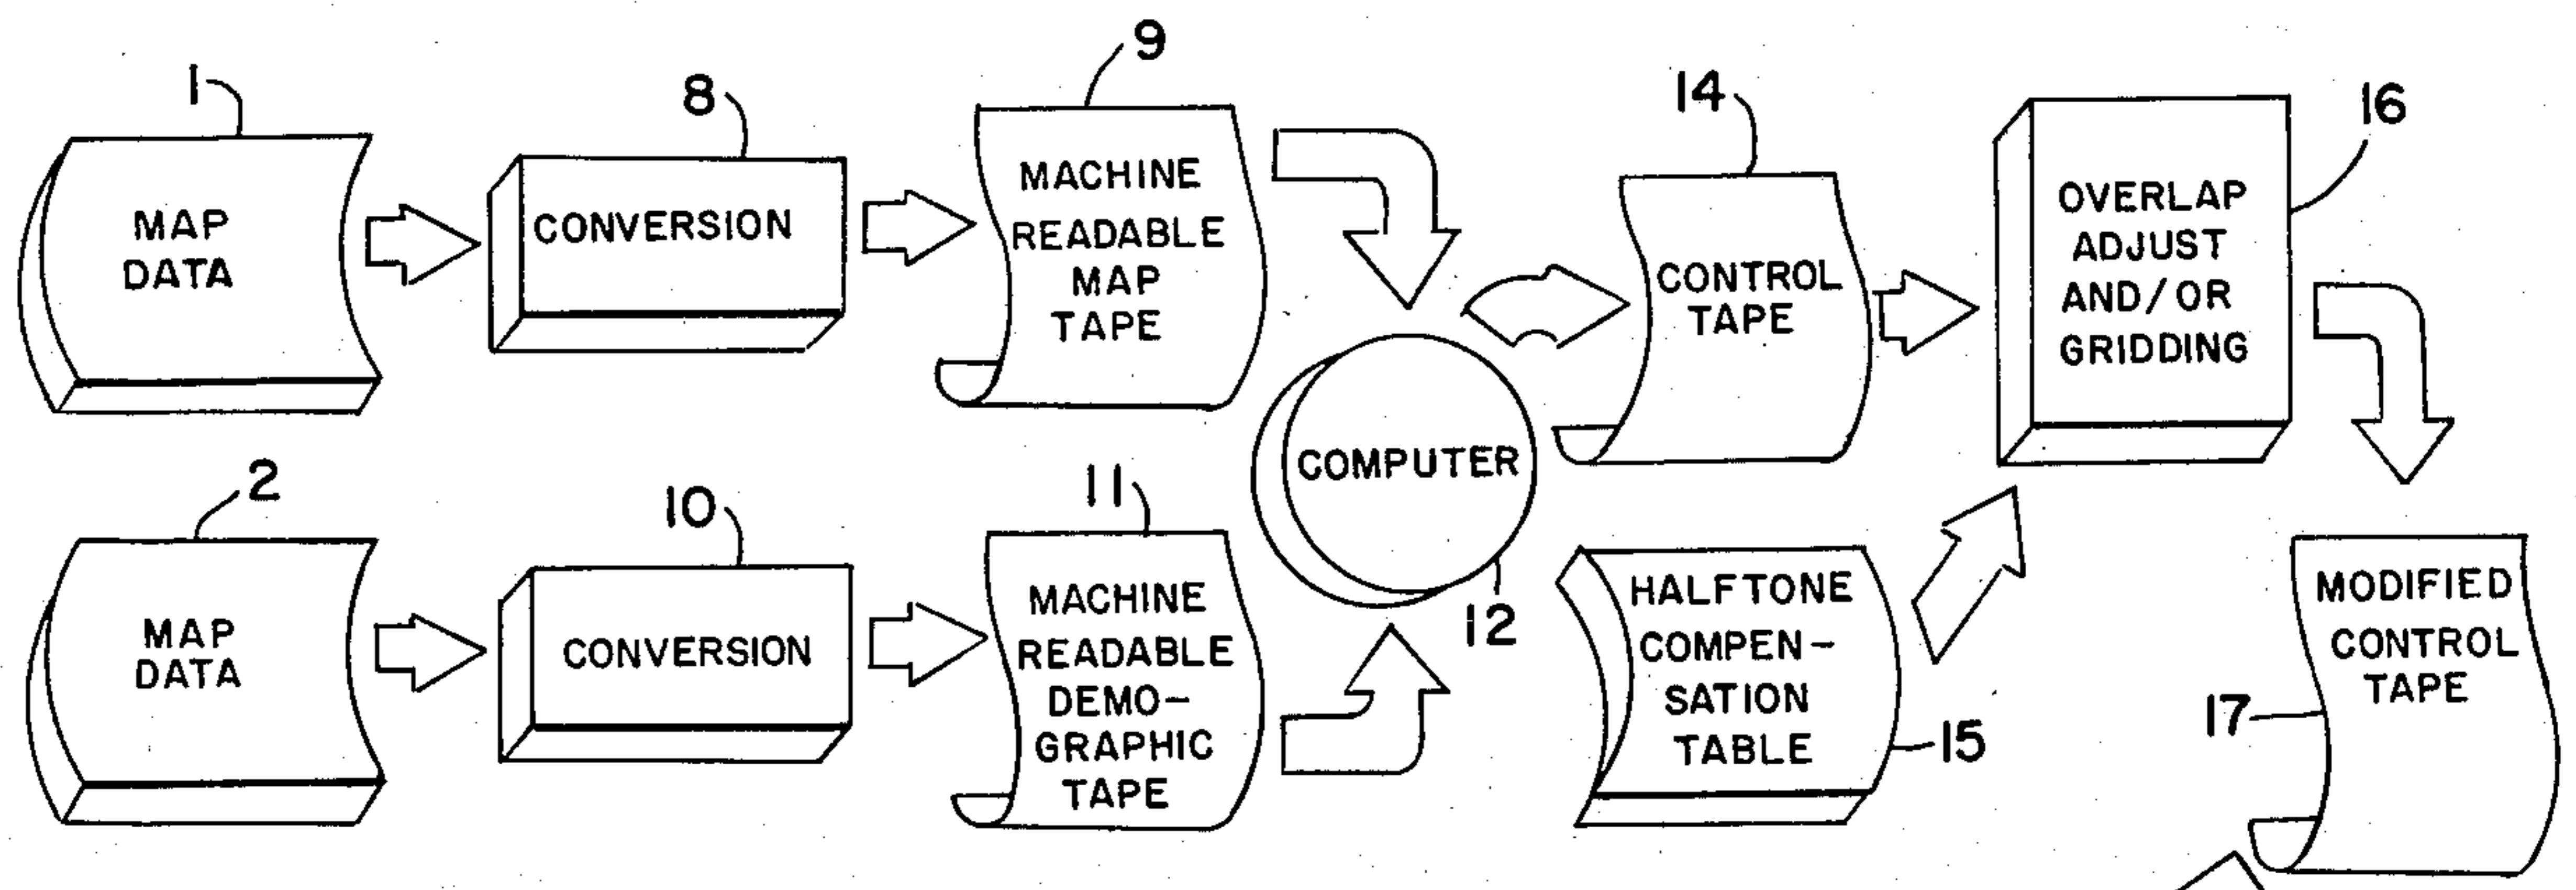 1
MAP
DATA
8
CONVERSION
9
MACHINE
READABLE
MAP
TAPE
2
MAP
DATA
10
CONVERSION
11
MACHINE
READABLE
DEMO-
GRAPHIC
TAPE
COMPUTER
12
14
CONTROL
TAPE
HALFTONE
COMPEN-
SATION
TABLE
15
16
OVERLAP
ADJUST
AND/OR
GRIDDING
MODIFIED
CONTROL
TAPE
17